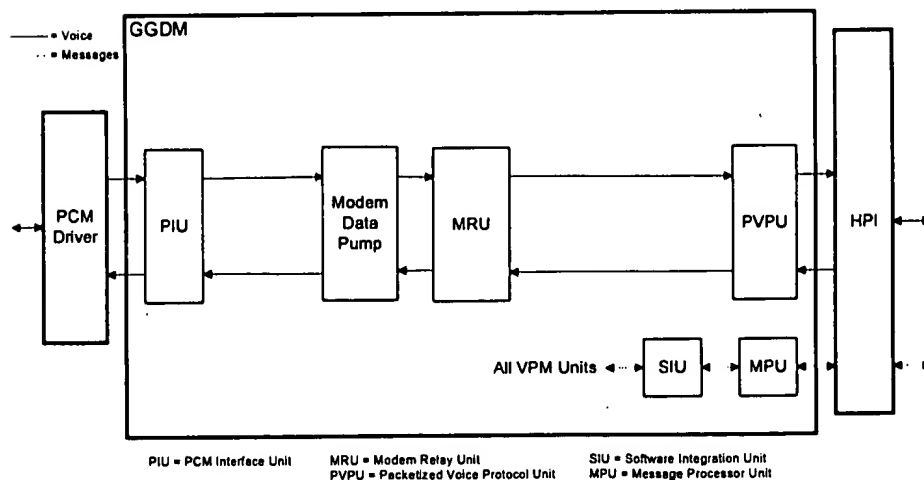 GGDM
= Voice
= Messages
PCM
Driver
PIU
Modem
Data
Pump
MRU
PVPU
HPI
All VPM Units
SIU
MPU
PIU = PCM Interface Unit
MRU = Modem Relay Unit
SIU = Software Integration Unit
PVPU = Packetized Voice Protocol Unit
MPU = Message Processor Unit